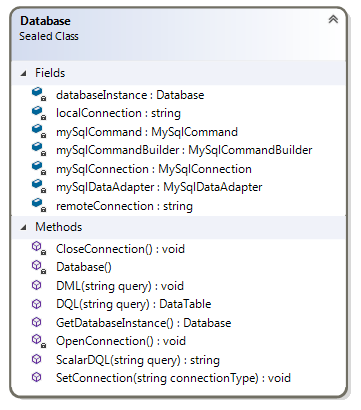 Database
Sealed Class
Fields
databaseInstance : Database
localConnection : string
mySqlCommand : MySqlCommand
mySqlCommandBuilder : MySqlCommandBuilder
mySqlConnection : MySqlConnection
mySqlDataAdapter : MySqlDataAdapter
remoteConnection : string
Methods
CloseConnection() : void
Database()
DML(string query) : void
DQL(string query) : DataTable
GetDatabaseInstance() : Database
OpenConnection() : void
ScalarDQL(string query) : string
SetConnection(string connectionType) : void